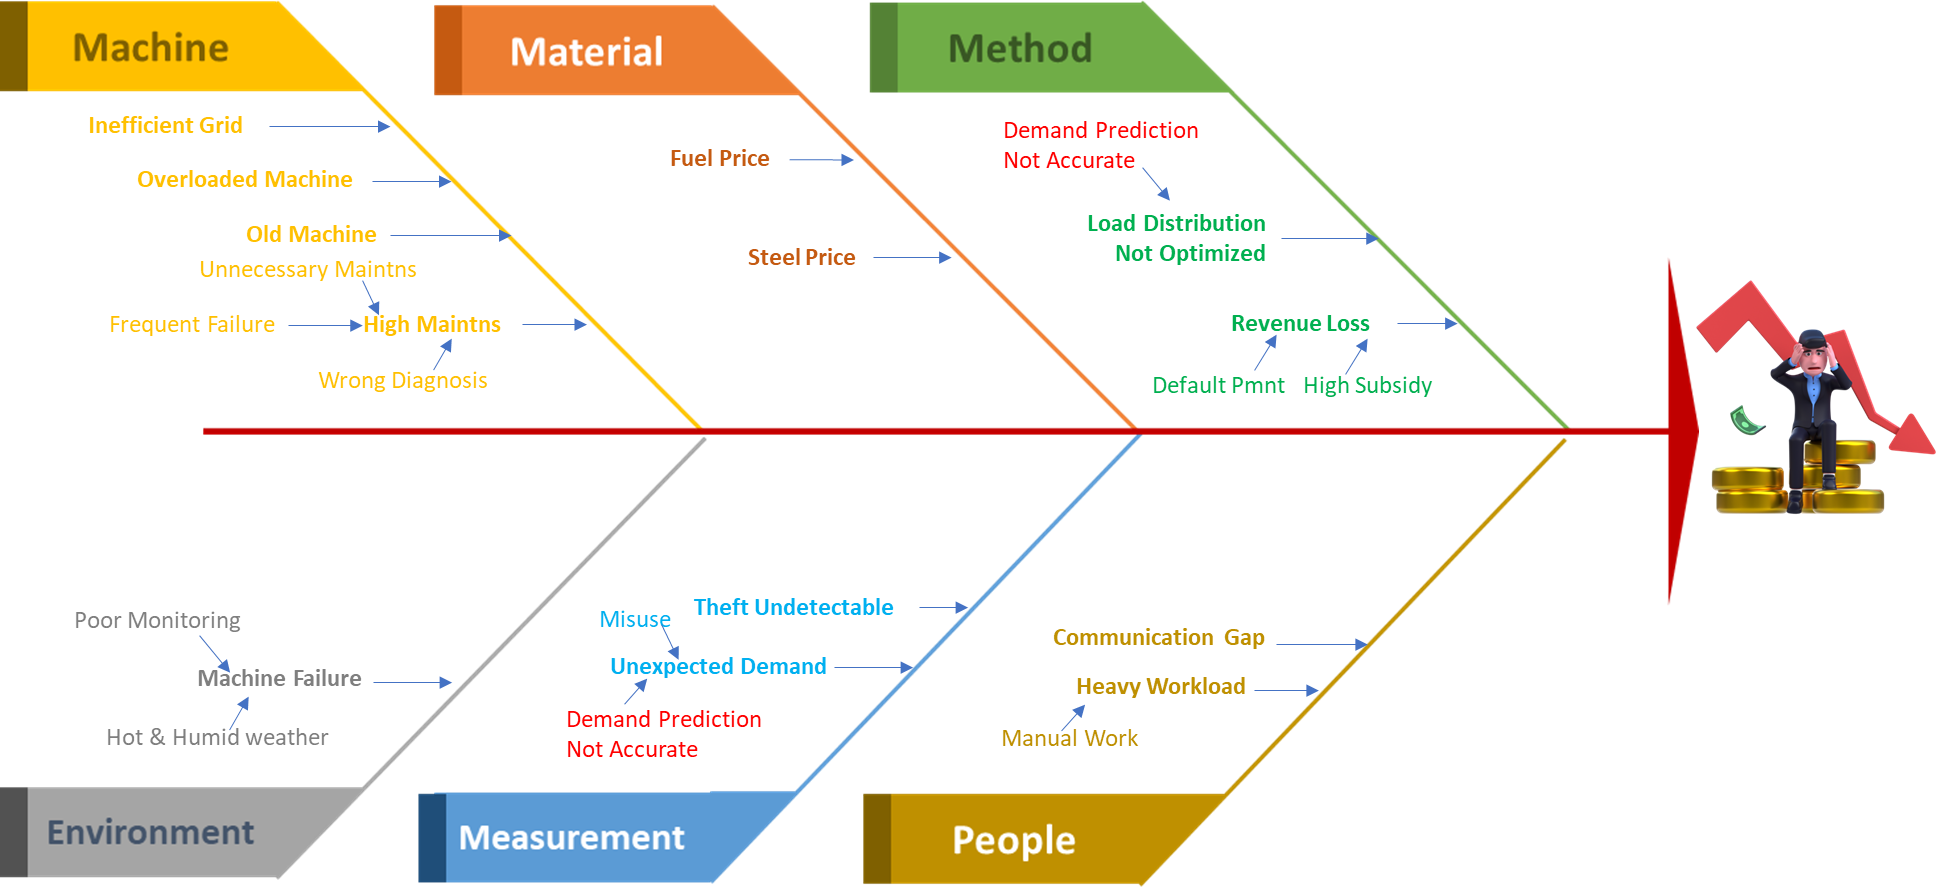 Machine
Material
Method
Inefficient Grid
Overloaded Machine
Old Machine
Unnecessary Maintns
Frequent Failure
High Maintns
Wrong Diagnosis
Fuel Price
Steel Price
Demand Prediction
Not Accurate
Load Distribution
Not Optimized
Revenue Loss
Default Pmnt
High Subsidy
Poor Monitoring
Machine Failure
Hot & Humid weather
Theft Undetectable
Misuse
Unexpected Demand
Demand Prediction
Not Accurate
Communication Gap
Heavy Workload
Manual Work
Environment
Measurement
People